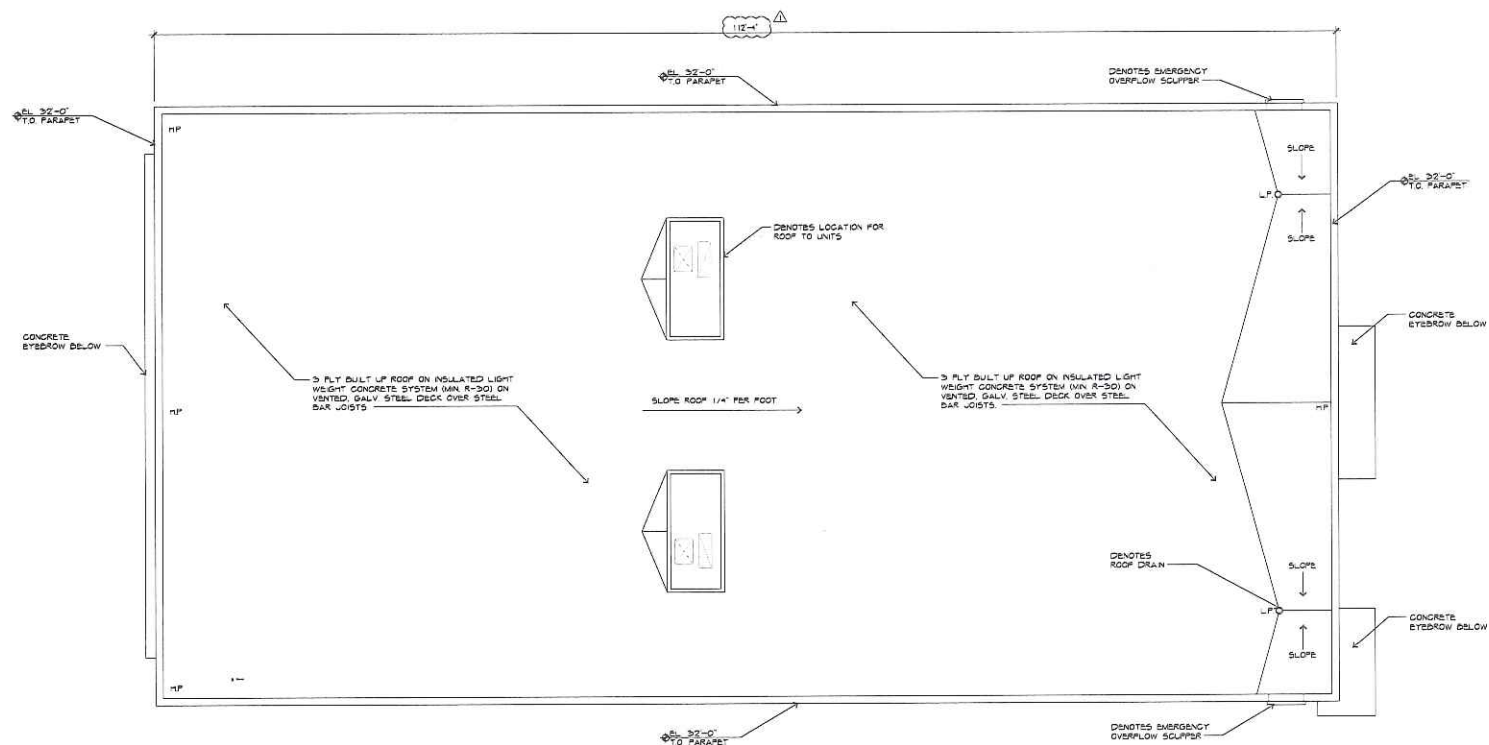 112'-4"
1
EL. 32'-0"
T.O. PARAPET
DENOTES EMERGENCY
OVERFLOW SCUPPER
EL. 32'-0"
T.O. PARAPET
H.P.
SLOPE
EL. 32'-0"
T.O. PARAPET
L.P.
DENOTES LOCATION FOR
ROOF TO UNITS
SLOPE
CONCRETE
EYEBROW BELOW
CONCRETE
EYEBROW BELOW
3 PLY BUILT UP ROOF ON INSULATED LIGHT
WEIGHT CONCRETE SYSTEM (MIN. R-30) ON
VENTED, GALV. STEEL DECK OVER STEEL
BAR JOISTS
3 PLY BUILT UP ROOF ON INSULATED LIGHT
WEIGHT CONCRETE SYSTEM (MIN. R-30) ON
VENTED, GALV. STEEL DECK OVER STEEL
BAR JOISTS.
SLOPE ROOF 1/4" PER FOOT
H.P.
H.P.
DENOTES
ROOF DRAIN
SLOPE
L.P.
CONCRETE
EYEBROW BELOW
SLOPE
H.P.
EL. 32'-0"
T.O. PARAPET
DENOTES EMERGENCY
OVERFLOW SCUPPER